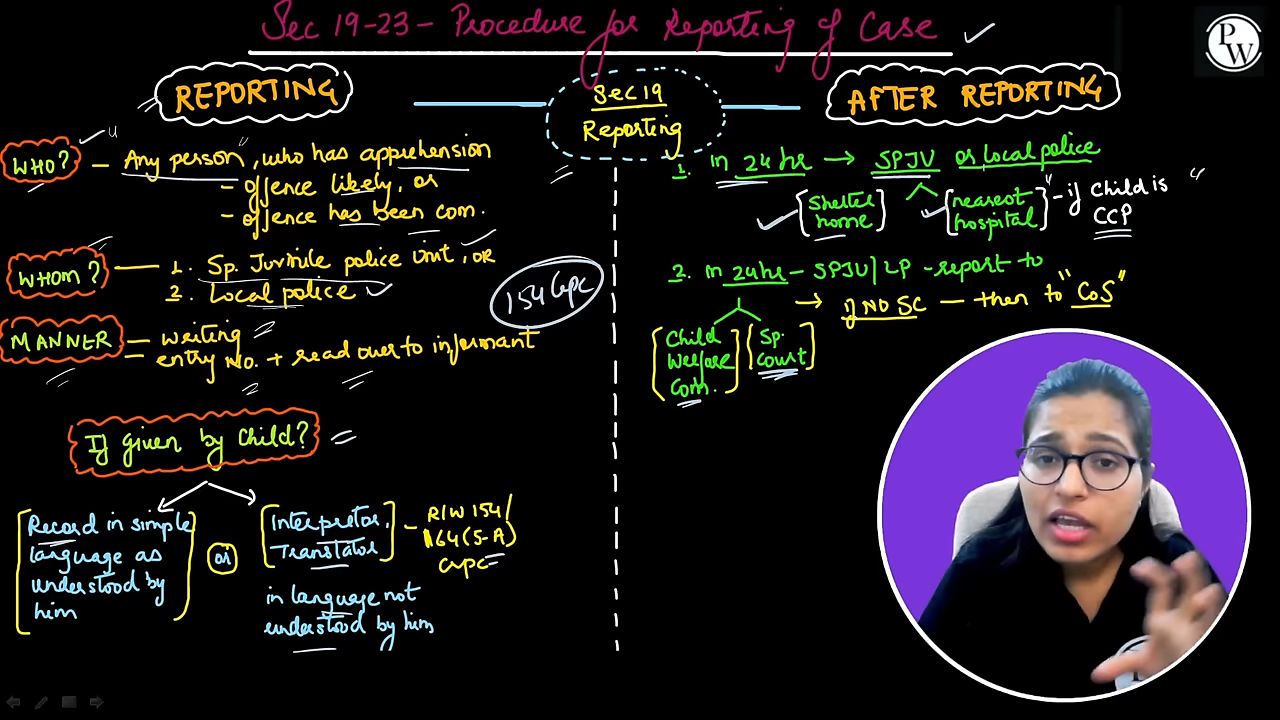 Sec 19-23 - Procedure for Reporting of Case
PW
REPORTING
WHO? - Any person, who has apprehension
- offence likely, or
- offence has been com.
WHOM? - 1. Sp. Juvinile police Unit, OR
2. Local police
154 CrPC
MANNER - writing
- entry No. + read over to informant
If given by Child?
[Record in simple
language as
understood by
him]
or
[Interpretor,
Translator]
- R/W 154/
164(5-A)
CrPC
in language not
understood by him
Sec 19
Reporting
AFTER REPORTING
1. In 24 hr → SPJU or local police
[Shelter
home]
[nearest
hospital]
"- if Child is "
CCP
2. In 24hr - SPJU/LP - report to
→ if NO SC - then to "CoS"
[Child
Welfare
Com.]
[Sp.
Court]